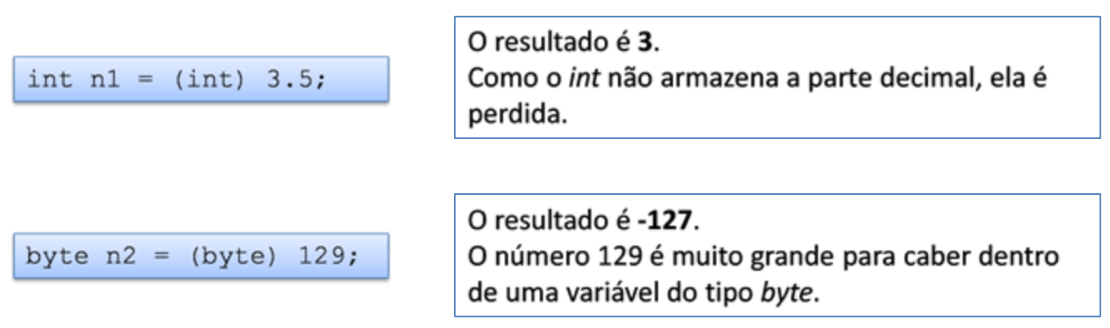 int n1 = (int) 3.5;
O resultado é 3.
Como o int não armazena a parte decimal, ela é
perdida.
byte n2 = (byte) 129;
O resultado é -127.
O número 129 é muito grande para caber dentro
de uma variável do tipo byte.